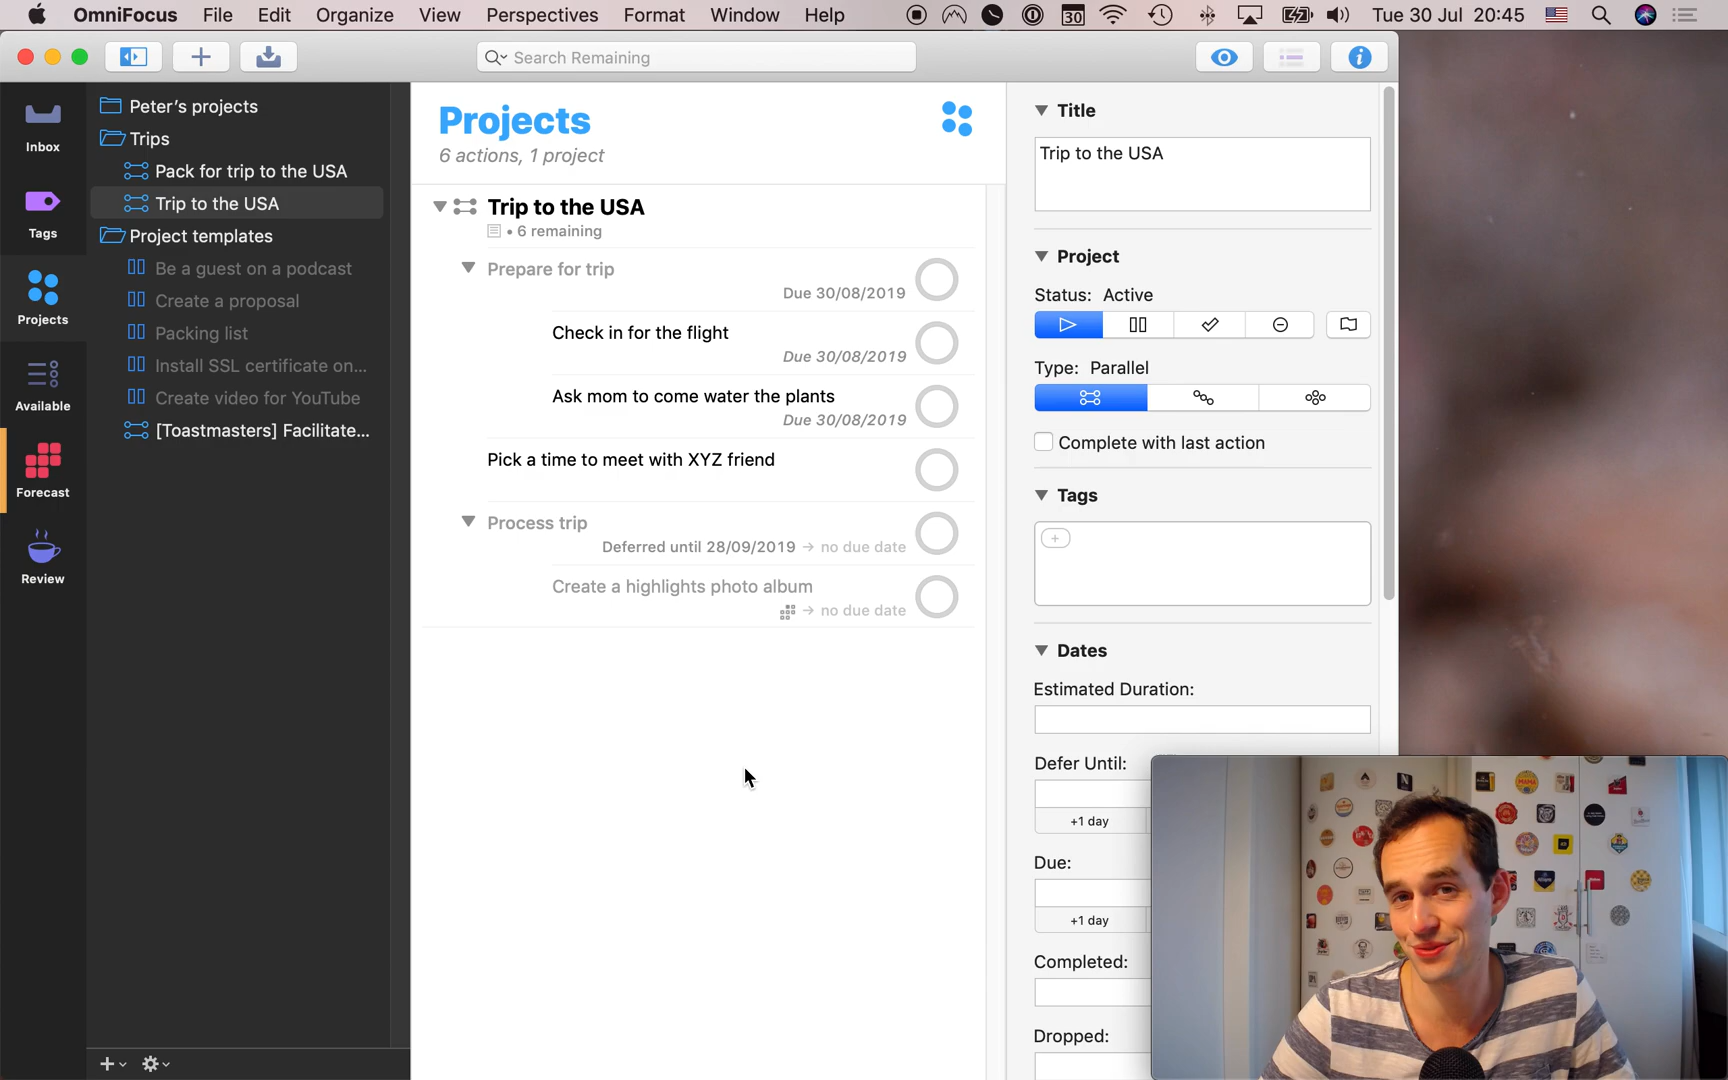 OmniFocus File Edit Organize View Perspectives Format Window Help 30 Tue 30 Jul 20:45
Search Remaining
Inbox
Tags
Projects
Available
Forecast
Review
Peter's projects
Trips
Pack for trip to the USA
Trip to the USA
Project templates
Be a guest on a podcast
Create a proposal
Packing list
Install SSL certificate on...
Create video for YouTube
[Toastmasters] Facilitate...
Projects
6 actions, 1 project
Trip to the USA
• 6 remaining
Prepare for trip
Due 30/08/2019
Check in for the flight
Due 30/08/2019
Ask mom to come water the plants
Due 30/08/2019
Pick a time to meet with XYZ friend
Process trip
Deferred until 28/09/2019 → no due date
Create a highlights photo album
→ no due date
Title
Trip to the USA
Project
Status: Active
Type: Parallel
Complete with last action
Tags
Dates
Estimated Duration:
Defer Until:
+1 day
Due:
+1 day
Completed:
Dropped: